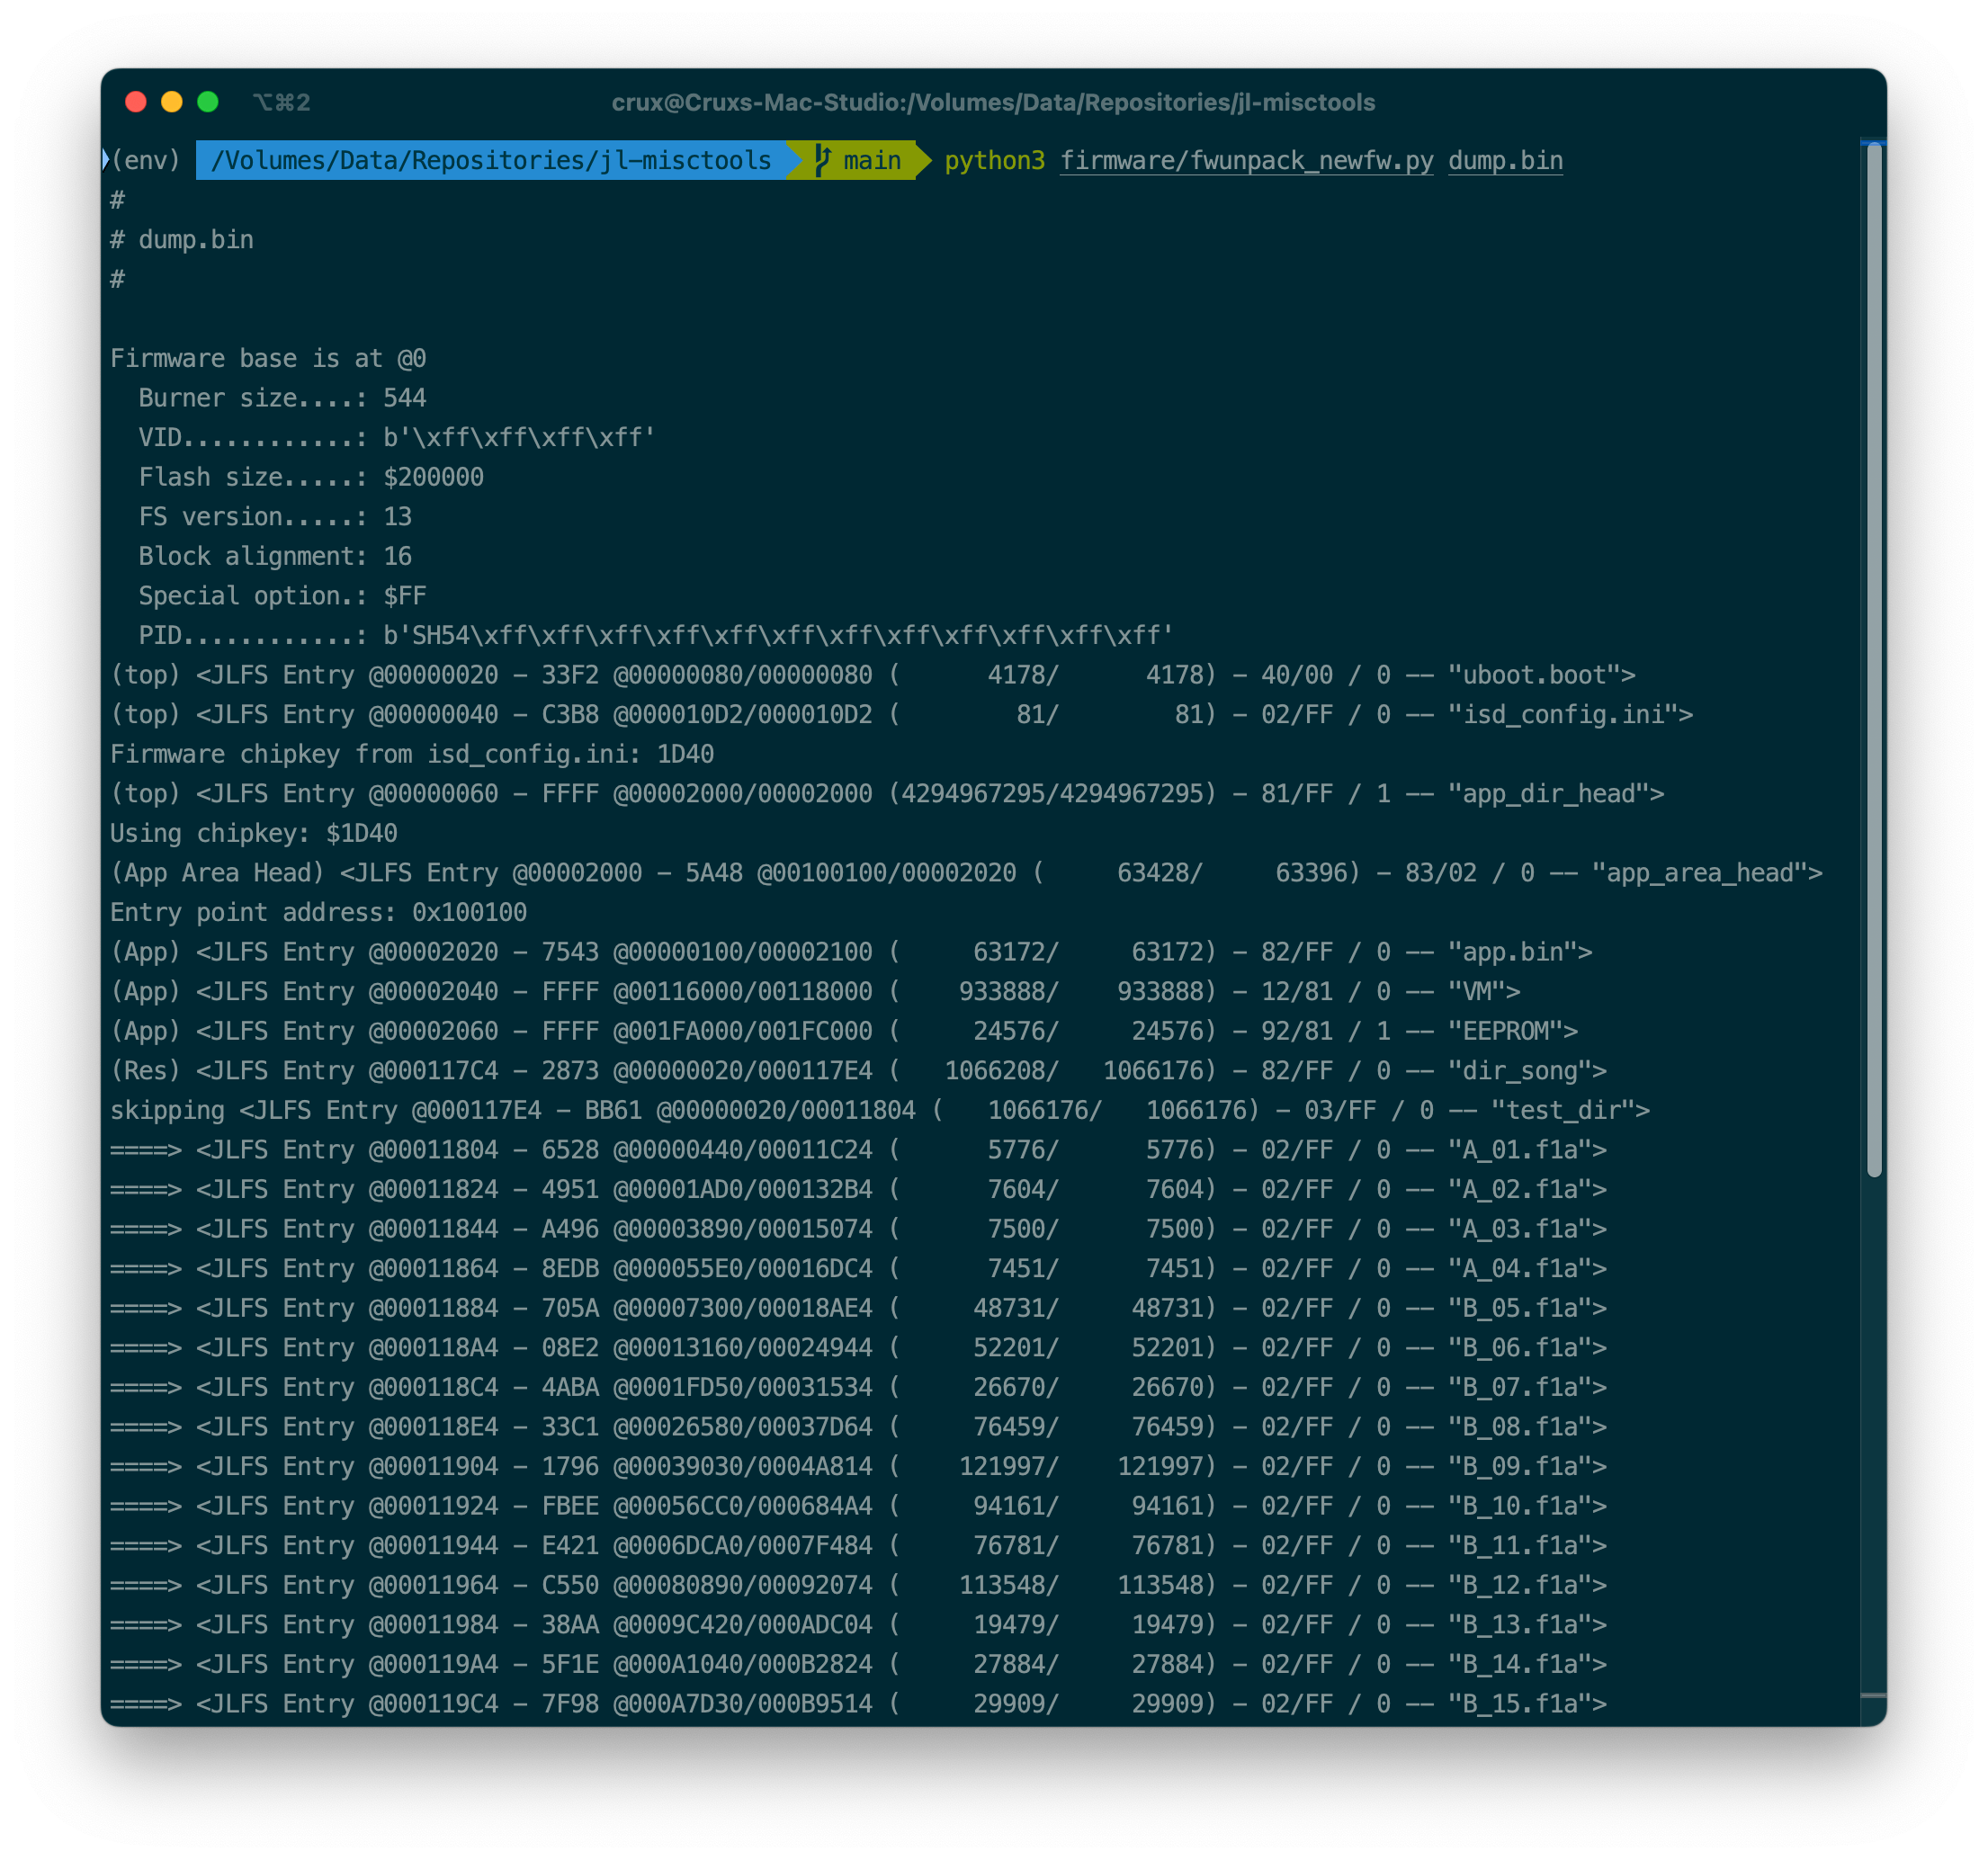 ⌥⌘2 crux@Cruxs-Mac-Studio:/Volumes/Data/Repositories/jl-misctools
(env) /Volumes/Data/Repositories/jl-misctools main python3 firmware/fwunpack_newfw.py dump.bin
#
# dump.bin
#
Firmware base is at @0
  Burner size....: 544
  VID............: b'\xff\xff\xff\xff'
  Flash size.....: $200000
  FS version.....: 13
  Block alignment: 16
  Special option.: $FF
  PID............: b'SH54\xff\xff\xff\xff\xff\xff\xff\xff\xff\xff\xff\xff'
(top) <JLFS Entry @00000020 - 33F2 @00000080/00000080 (      4178/      4178) - 40/00 / 0 -- "uboot.boot">
(top) <JLFS Entry @00000040 - C3B8 @000010D2/000010D2 (        81/        81) - 02/FF / 0 -- "isd_config.ini">
Firmware chipkey from isd_config.ini: 1D40
(top) <JLFS Entry @00000060 - FFFF @00002000/00002000 (4294967295/4294967295) - 81/FF / 1 -- "app_dir_head">
Using chipkey: $1D40
(App Area Head) <JLFS Entry @00002000 - 5A48 @00100100/00002020 (     63428/     63396) - 83/02 / 0 -- "app_area_head">
Entry point address: 0x100100
(App) <JLFS Entry @00002020 - 7543 @00000100/00002100 (     63172/     63172) - 82/FF / 0 -- "app.bin">
(App) <JLFS Entry @00002040 - FFFF @00116000/00118000 (    933888/    933888) - 12/81 / 0 -- "VM">
(App) <JLFS Entry @00002060 - FFFF @001FA000/001FC000 (     24576/     24576) - 92/81 / 1 -- "EEPROM">
(Res) <JLFS Entry @000117C4 - 2873 @00000020/000117E4 (   1066208/   1066176) - 82/FF / 0 -- "dir_song">
skipping <JLFS Entry @000117E4 - BB61 @00000020/00011804 (   1066176/   1066176) - 03/FF / 0 -- "test_dir">
====> <JLFS Entry @00011804 - 6528 @00000440/00011C24 (      5776/      5776) - 02/FF / 0 -- "A_01.f1a">
====> <JLFS Entry @00011824 - 4951 @00001AD0/000132B4 (      7604/      7604) - 02/FF / 0 -- "A_02.f1a">
====> <JLFS Entry @00011844 - A496 @00003890/00015074 (      7500/      7500) - 02/FF / 0 -- "A_03.f1a">
====> <JLFS Entry @00011864 - 8EDB @000055E0/00016DC4 (      7451/      7451) - 02/FF / 0 -- "A_04.f1a">
====> <JLFS Entry @00011884 - 705A @00007300/00018AE4 (     48731/     48731) - 02/FF / 0 -- "B_05.f1a">
====> <JLFS Entry @000118A4 - 08E2 @00013160/00024944 (     52201/     52201) - 02/FF / 0 -- "B_06.f1a">
====> <JLFS Entry @000118C4 - 4ABA @0001FD50/00031534 (     26670/     26670) - 02/FF / 0 -- "B_07.f1a">
====> <JLFS Entry @000118E4 - 33C1 @00026580/00037D64 (     76459/     76459) - 02/FF / 0 -- "B_08.f1a">
====> <JLFS Entry @00011904 - 1796 @00039030/0004A814 (    121997/    121997) - 02/FF / 0 -- "B_09.f1a">
====> <JLFS Entry @00011924 - FBEE @00056CC0/000684A4 (     94161/     94161) - 02/FF / 0 -- "B_10.f1a">
====> <JLFS Entry @00011944 - E421 @0006DCA0/0007F484 (     76781/     76781) - 02/FF / 0 -- "B_11.f1a">
====> <JLFS Entry @00011964 - C550 @00080890/00092074 (    113548/    113548) - 02/FF / 0 -- "B_12.f1a">
====> <JLFS Entry @00011984 - 38AA @0009C420/000ADC04 (     19479/     19479) - 02/FF / 0 -- "B_13.f1a">
====> <JLFS Entry @000119A4 - 5F1E @000A1040/000B2824 (     27884/     27884) - 02/FF / 0 -- "B_14.f1a">
====> <JLFS Entry @000119C4 - 7F98 @000A7D30/000B9514 (     29909/     29909) - 02/FF / 0 -- "B_15.f1a">